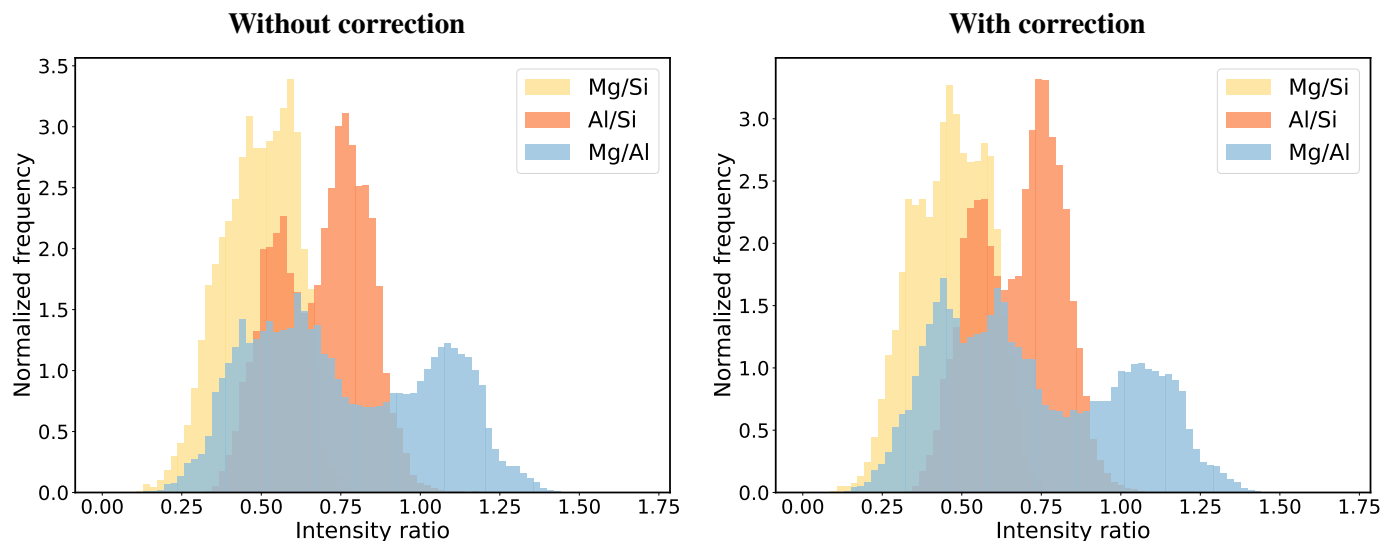 Without correction
3.5
3.0
2.5
2.0
1.5
1.0
0.5
0.0
Normalized frequency
Mg/Si
Al/Si
Mg/Al
0.00 0.25 0.50 0.75 1.00 1.25 1.50 1.75
Intensity ratio
With correction
3.0
2.5
2.0
1.5
1.0
0.5
0.0
Normalized frequency
Mg/Si
Al/Si
Mg/Al
0.00 0.25 0.50 0.75 1.00 1.25 1.50 1.75
Intensity ratio